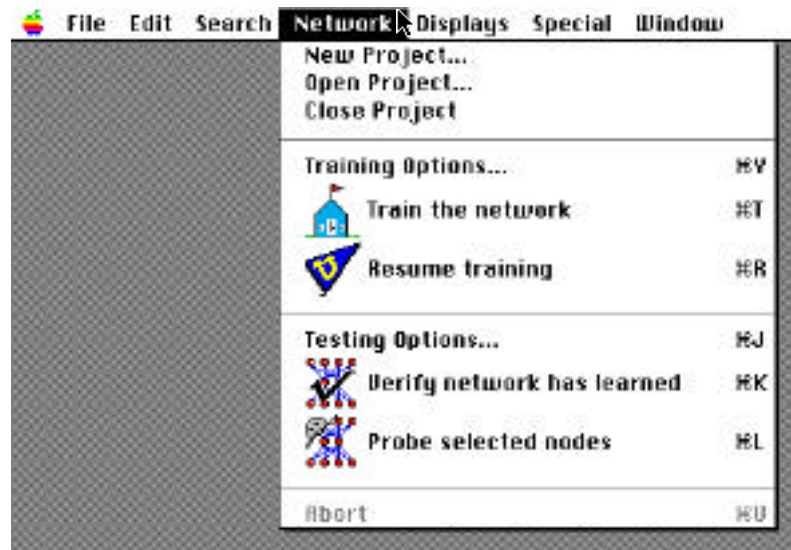 File Edit Search Network Displays Special Window
New Project...
Open Project...
Close Project
Training Options... ⌘Y
Train the network ⌘T
Resume training ⌘R
Testing Options... ⌘J
Verify network has learned ⌘K
Probe selected nodes ⌘L
Abort ⌘U